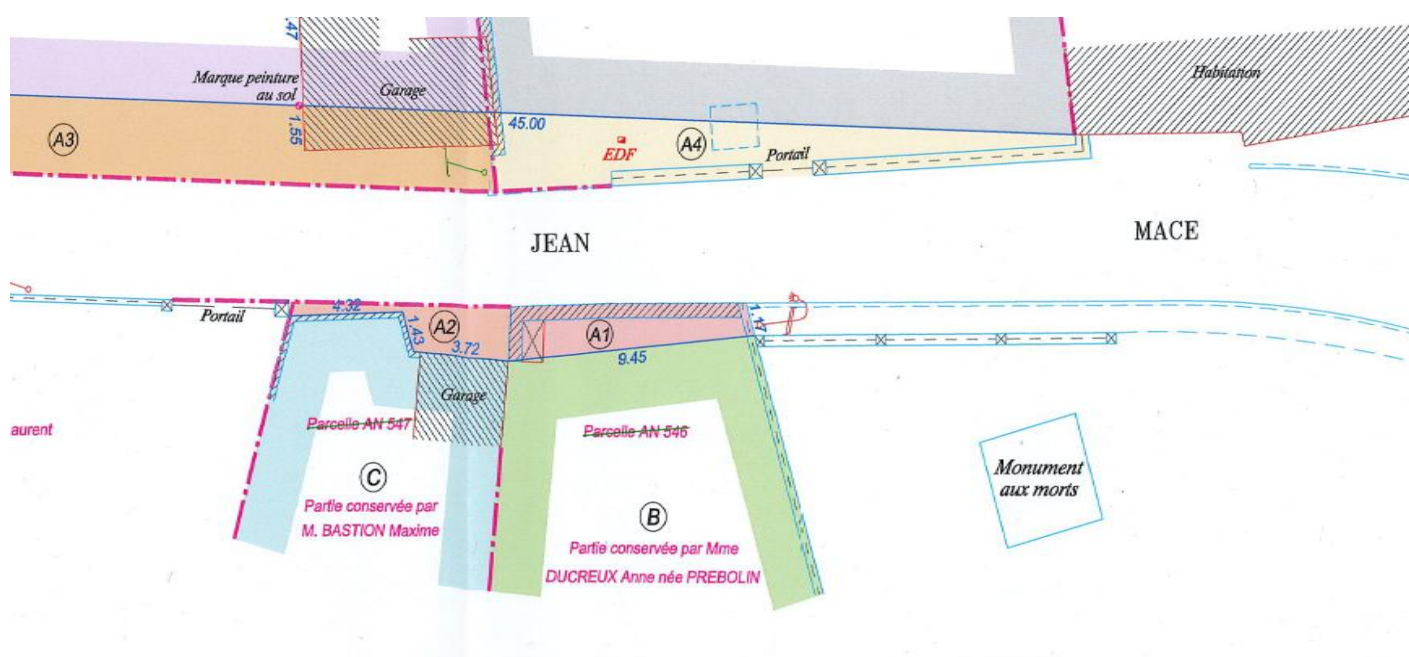 .47
Marque peinture
au sol
Garage
Habitation
A3
1.55
45.00
EDF
A4
Portail
JEAN
MACE
Portail
4.32
1.43
A2
3.72
A1
1.17
9.45
Garage
aurent
Parcelle AN 547
Parcelle AN 546
C
Partie conservée par
M. BASTION Maxime
B
Partie conservée par Mme
DUCREUX Anne née PREBOLIN
Monument
aux morts